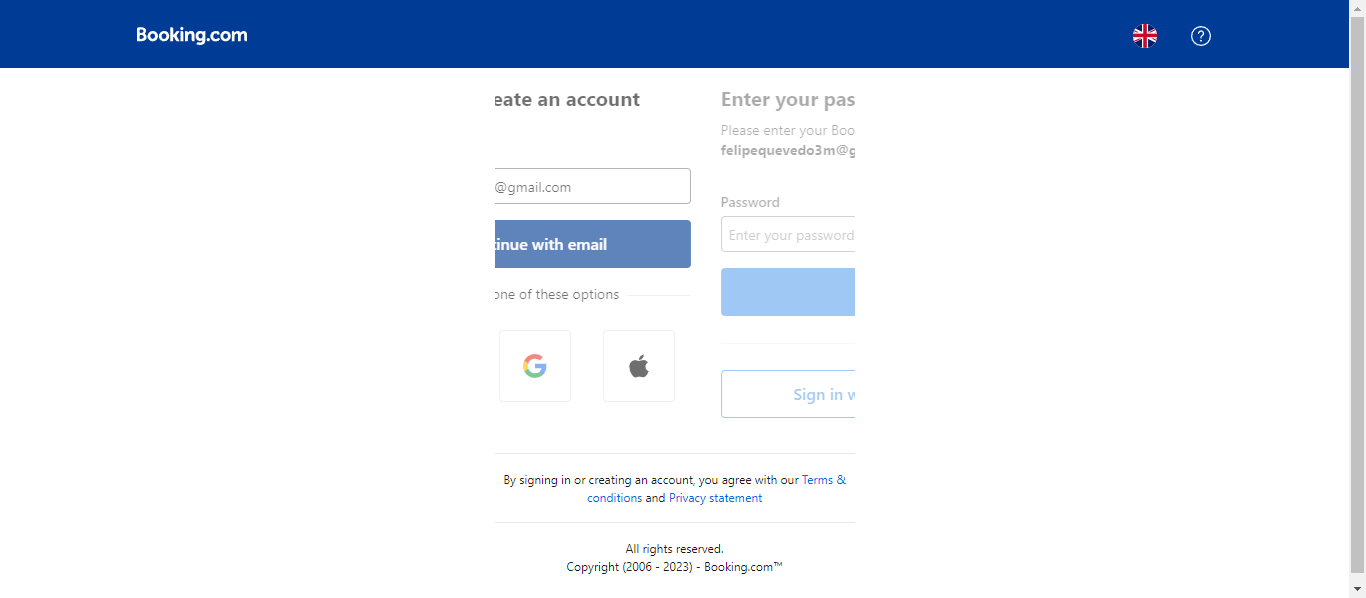 Booking.com
eate an account
@gmail.com
tinue with email
one of these options
Enter your pas
Please enter your Boo
felipequevedo3m@g
Password
Enter your password
Sign in w
By signing in or creating an account, you agree with our Terms &
conditions and Privacy statement
All rights reserved.
Copyright (2006 - 2023) - Booking.com™